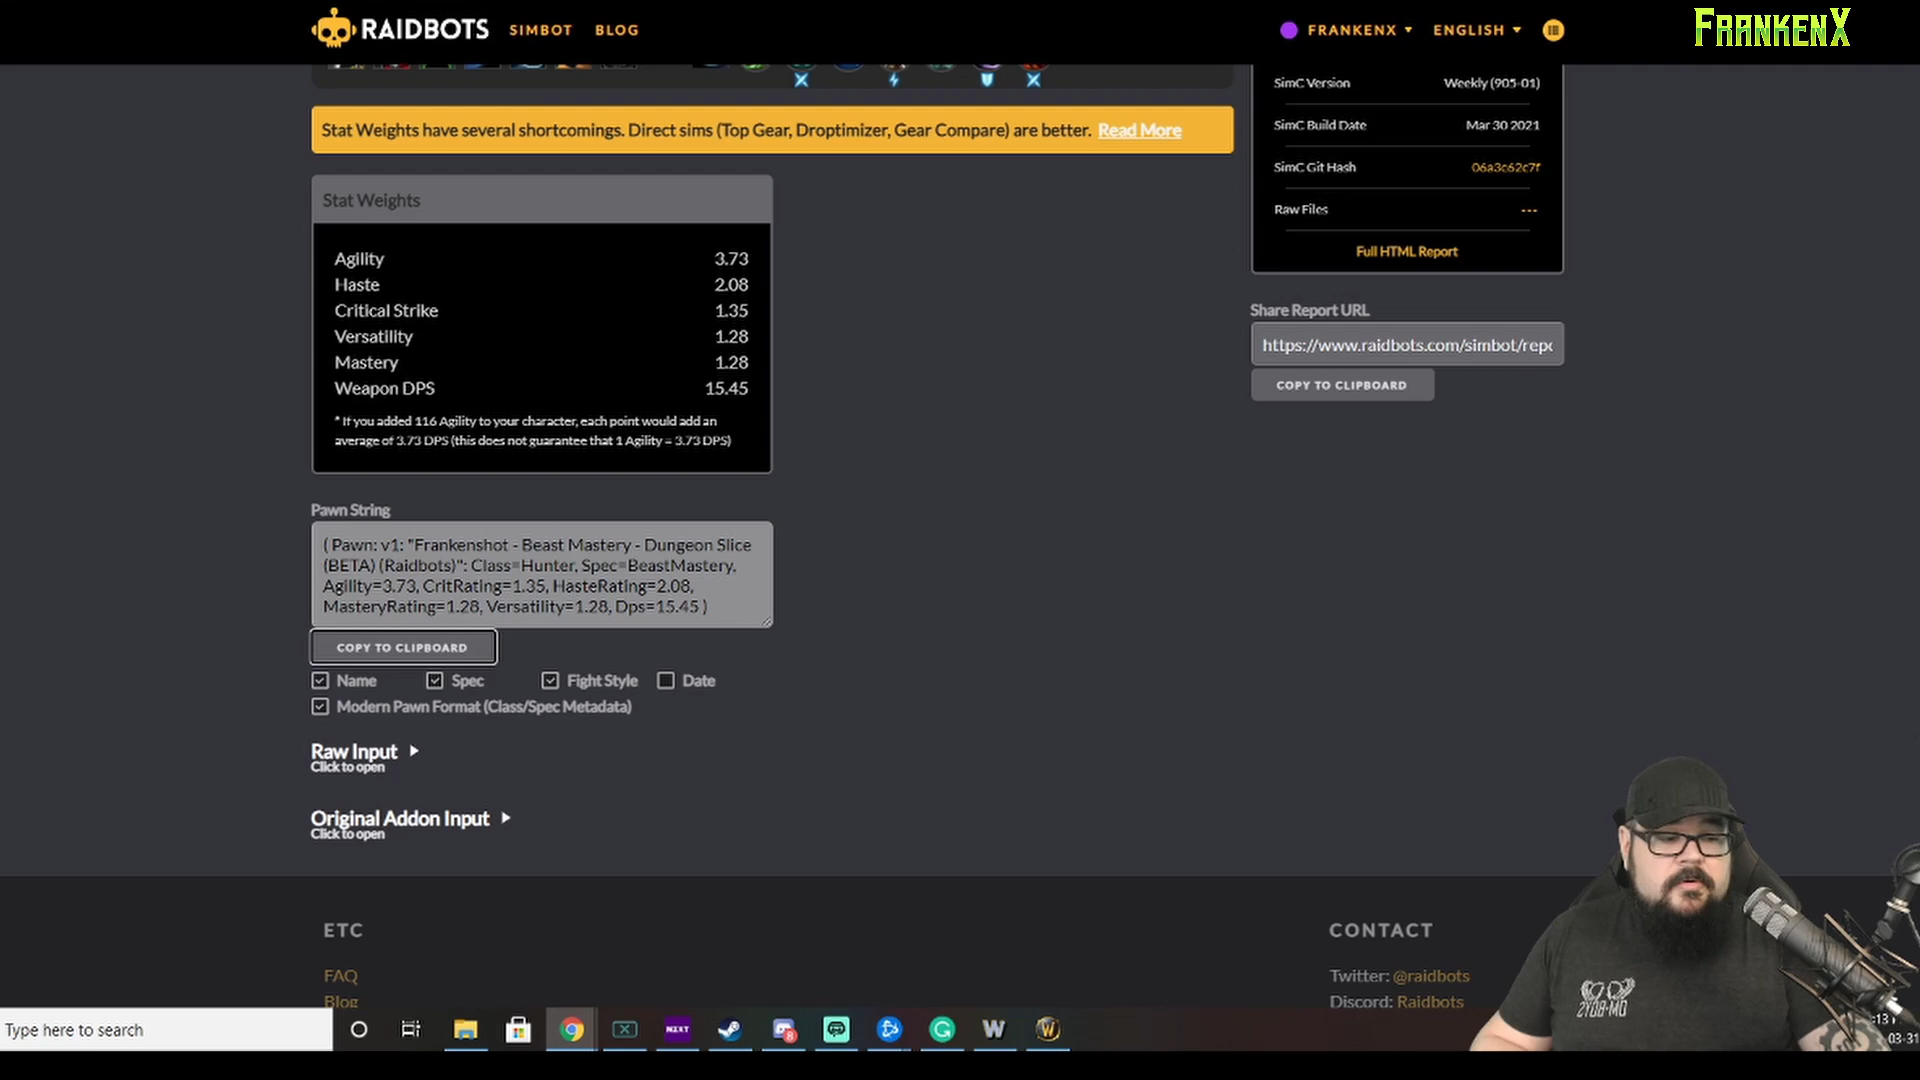 RAIDBOTS SIMBOT BLOG FRANKENX ENGLISH FRANKENX
Stat Weights have several shortcomings. Direct sims (Top Gear, Droptimizer, Gear Compare) are better. Read More
SimC Version Weekly (905-01)
SimC Build Date Mar 30 2021
SimC Git Hash 06a3c62c7f
Raw Files ---
Full HTML Report
Share Report URL
https://www.raidbots.com/simbot/repo
COPY TO CLIPBOARD
Stat Weights
Agility 3.73
Haste 2.08
Critical Strike 1.35
Versatility 1.28
Mastery 1.28
Weapon DPS 15.45
* If you added 116 Agility to your character, each point would add an
average of 3.73 DPS (this does not guarantee that 1 Agility = 3.73 DPS)
Pawn String
( Pawn: v1: "Frankenshot - Beast Mastery - Dungeon Slice
(BETA) (Raidbots)": Class=Hunter, Spec=BeastMastery,
Agility=3.73, CritRating=1.35, HasteRating=2.08,
MasteryRating=1.28, Versatility=1.28, Dps=15.45 )
COPY TO CLIPBOARD
Name Spec Fight Style Date
Modern Pawn Format (Class/Spec Metadata)
Raw Input
Click to open
Original Addon Input
Click to open
ETC
FAQ
Blog
CONTACT
Twitter: @raidbots
Discord: Raidbots
Type here to search
NZXT
8
:13
03-31